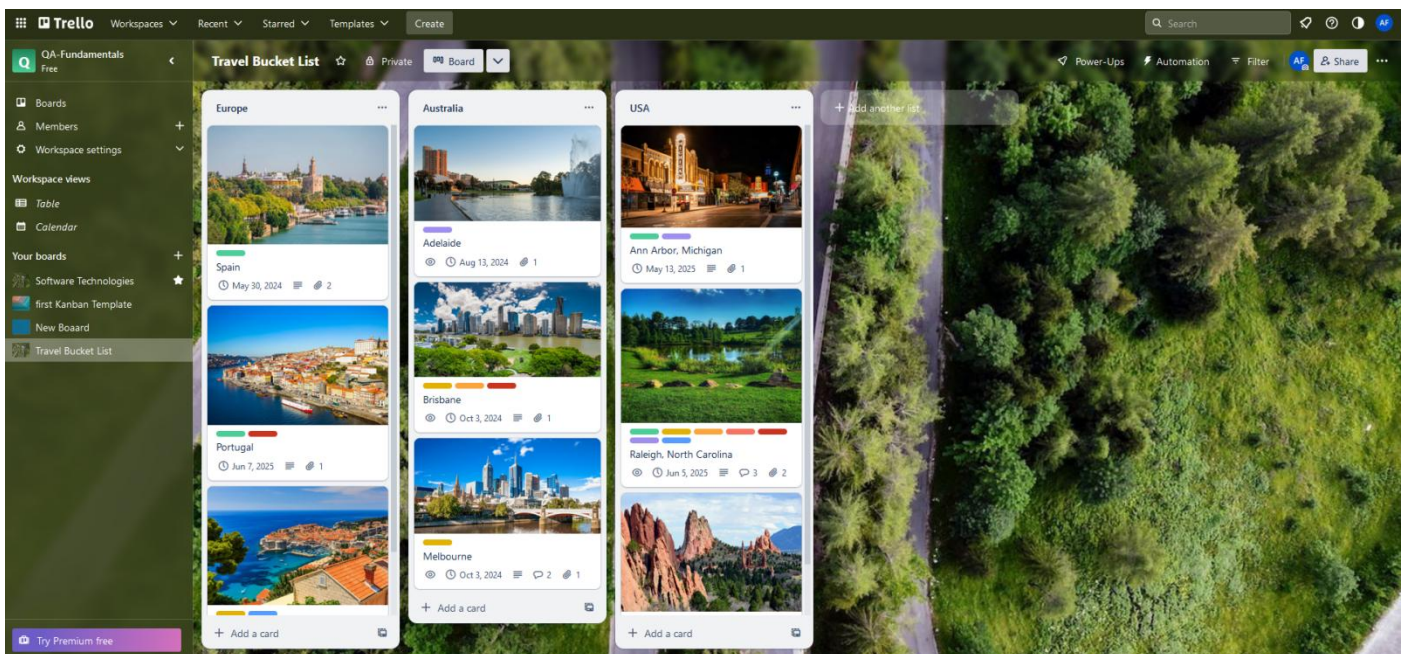 Trello Workspaces Recent Starred Templates Create Search AF
Q QA-Fundamentals
Free
Boards
Members
Workspace settings
Workspace views
Table
Calendar
Your boards
Software Technologies
first Kanban Template
New Boaard
Travel Bucket List
Try Premium free
Travel Bucket List Private Board Power-Ups Automation Filter AF Share
Europe
Spain
May 30, 2024 2
Portugal
Jun 7, 2025 1
+ Add a card
Australia
Adelaide
Aug 13, 2024 1
Brisbane
Oct 3, 2024 1
Melbourne
Oct 3, 2024 2 1
+ Add a card
USA
Ann Arbor, Michigan
May 13, 2025 1
Raleigh, North Carolina
Jun 5, 2025 3 2
+ Add a card
+ Add another list